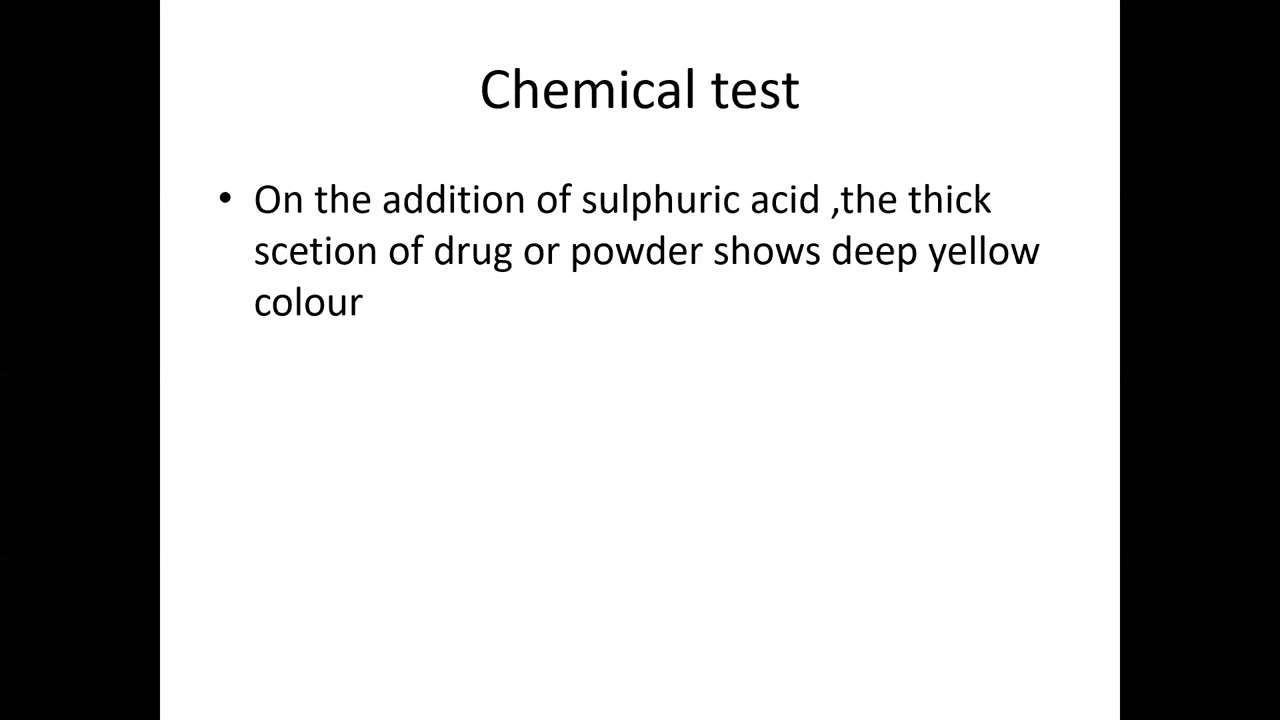 Chemical test
• On the addition of sulphuric acid ,the thick
scetion of drug or powder shows deep yellow
colour